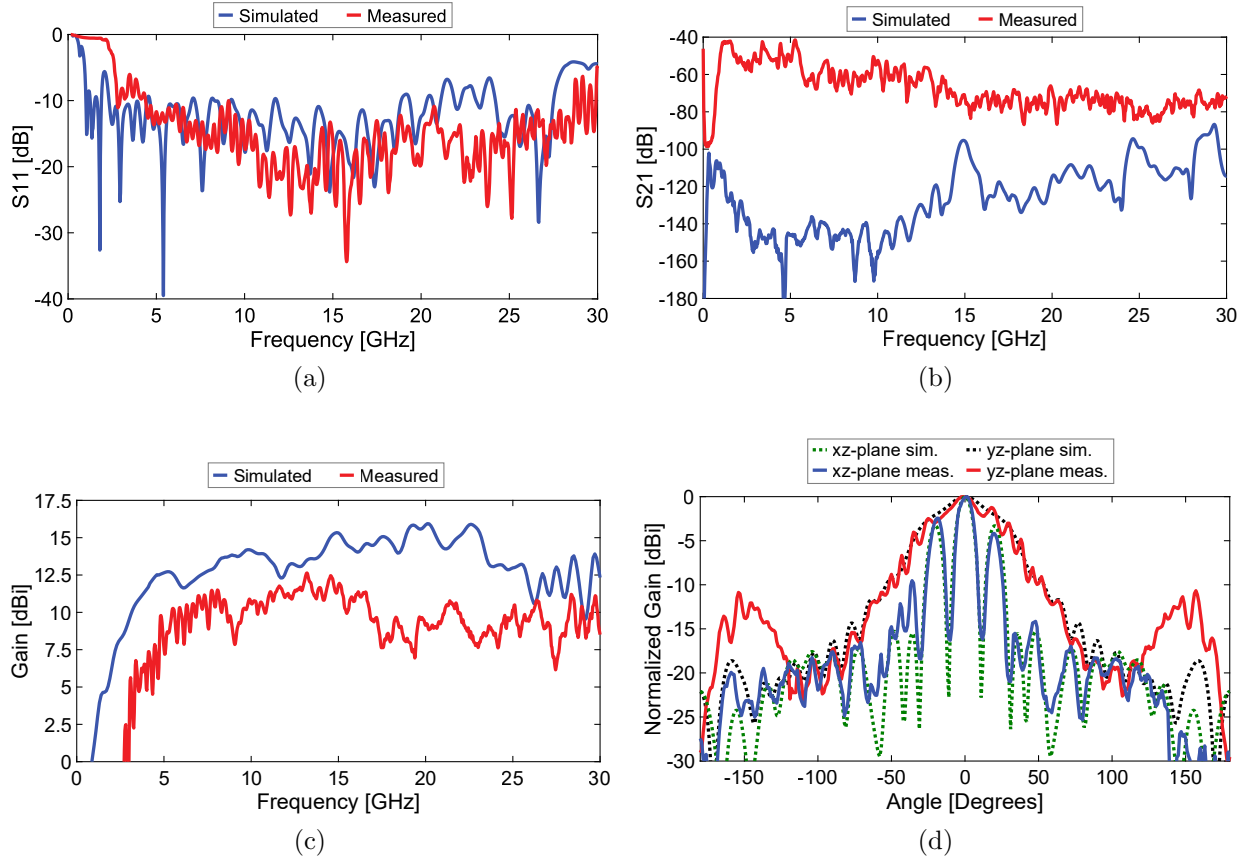 Simulated Measured
0
-10
-20
-30
-40
S11 [dB]
0 5 10 15 20 25 30
Frequency [GHz]
(a)
Simulated Measured
-40
-60
-80
-100
-120
-140
-160
-180
S21 [dB]
0 5 10 15 20 25 30
Frequency [GHz]
(b)
Simulated Measured
17.5
15
12.5
10
7.5
5
2.5
0
Gain [dBi]
0 5 10 15 20 25 30
Frequency [GHz]
(c)
xz-plane sim. yz-plane sim.
xz-plane meas. yz-plane meas.
0
-5
-10
-15
-20
-25
-30
Normalized Gain [dBi]
-150 -100 -50 0 50 100 150
Angle [Degrees]
(d)